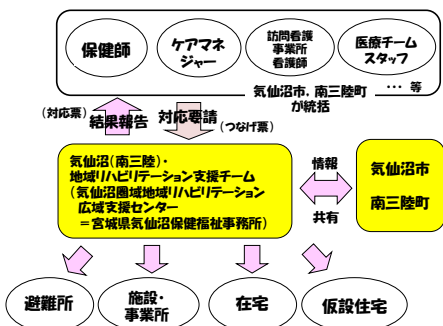 保健師
ケアマネ
ジャー
訪問看護
事業所
看護師
医療チーム
スタッフ
… 等
気仙沼市，南三陸町
が統括
(対応票)
結果報告
対応要請
(つなげ票)
気仙沼(南三陸)・
地域リハビリテーション支援チーム
(気仙沼圏域地域リハビリテーション
広域支援センター
＝宮城県気仙沼保健福祉事務所)
情報
共有
気仙沼市
南三陸町
避難所
施設・
事業所
在宅
仮設住宅